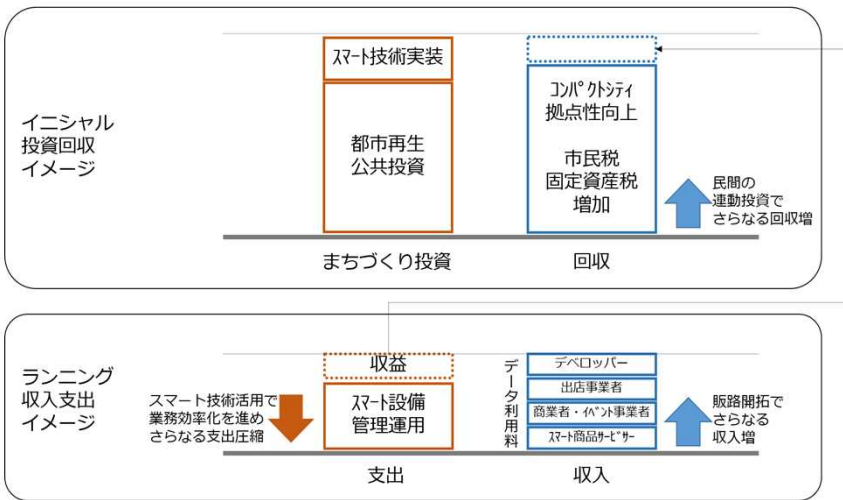 イニシャル
投資回収
イメージ
スマート技術実装
都市再生
公共投資
まちづくり投資
コンパクトシティ
拠点性向上
市民税
固定資産税
増加
回収
民間の
連動投資で
さらなる回収増
ランニング
収入支出
イメージ
スマート技術活用で
業務効率化を進め
さらなる支出圧縮
収益
スマート設備
管理運用
支出
データ利用料
デベロッパー
出店事業者
商業者・イベント事業者
スマート商品サービサー
収入
販路開拓で
さらなる
収入増